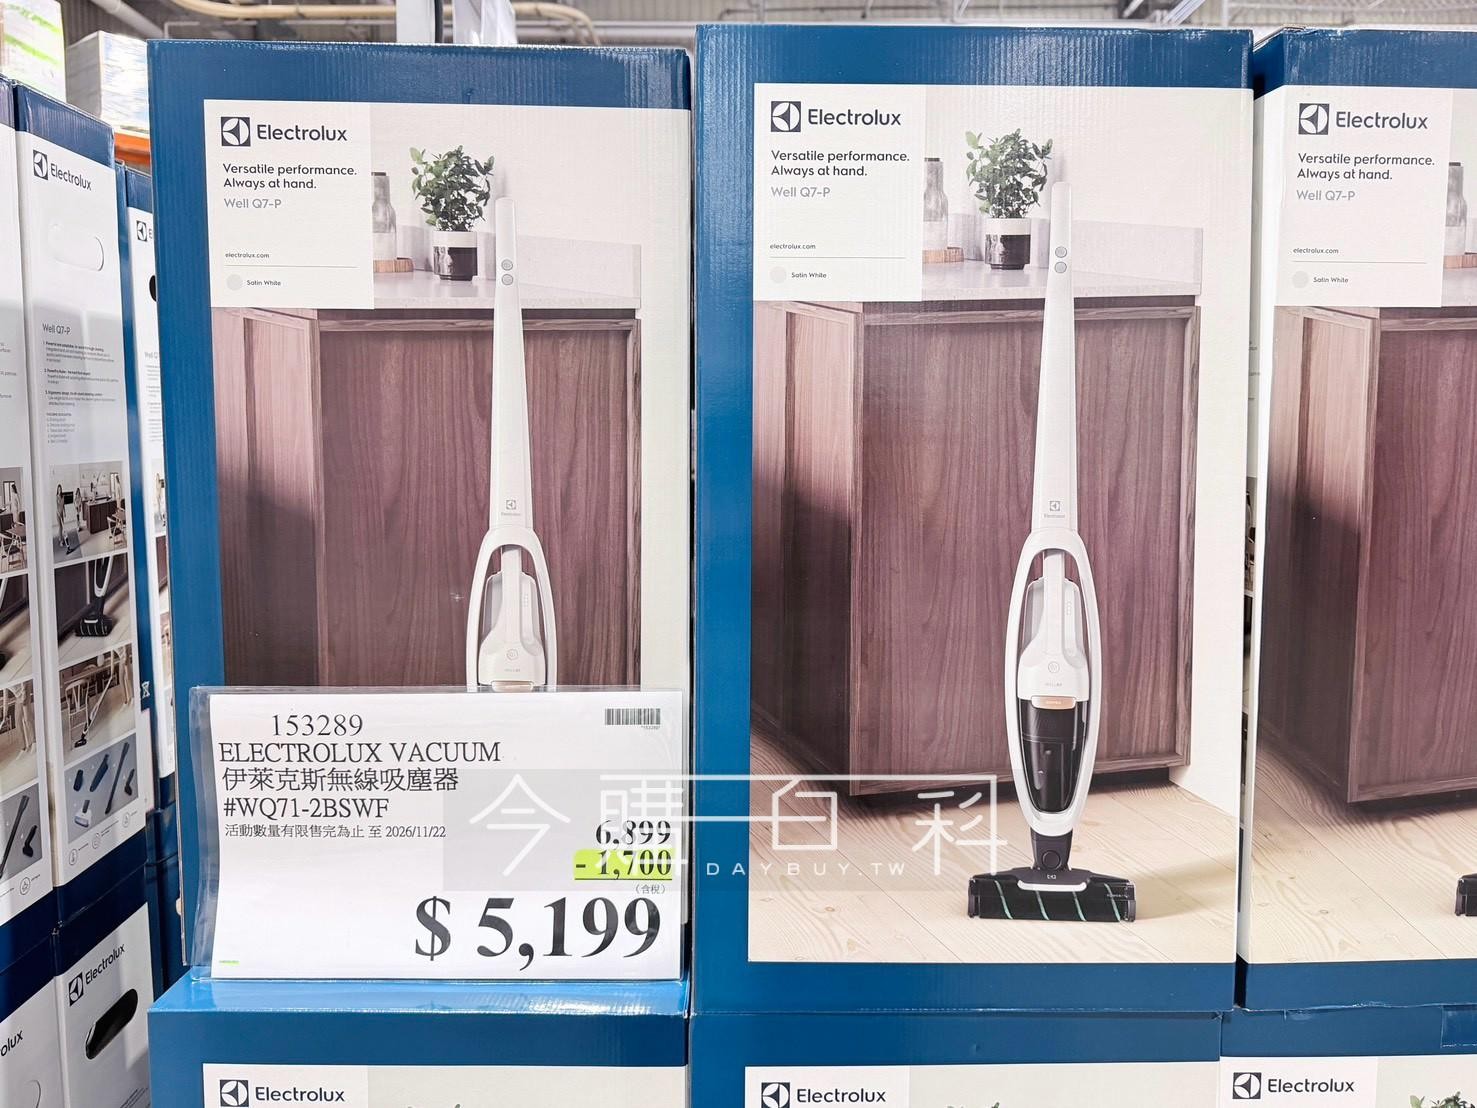 Electrolux
Versatile performance.
Always at hand.
Well Q7-P
electrolux.com
Satin White
Electrolux
Versatile performance.
Always at hand.
Well Q7-P
electrolux.com
Satin White
Electrolux
Versatile performance.
Always at hand.
Well Q7-P
electrolux.com
Satin White
Electrolux
Well Q7-P
Electrolux
Electrolux
153289
ELECTROLUX VACUUM
伊萊克斯無線吸塵器
#WQ71-2BSWF
活動數量有限售完為止 至 2026/11/22
6,899
- 1,700
(含稅)
$ 5,199
今購百科
DAYBUY.TW
Electrolux
Electrolux
Electrolux
Electrolux